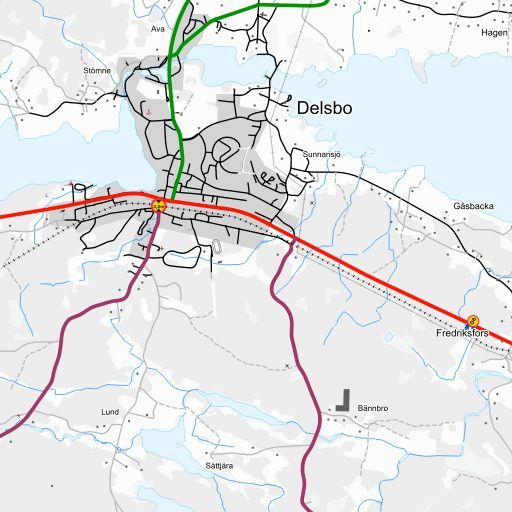 Ava
Hagen
Stömne
Delsbo
Sunnansjö
Gåsbacka
Fredriksfors
Lund
Bännbro
Sättjära